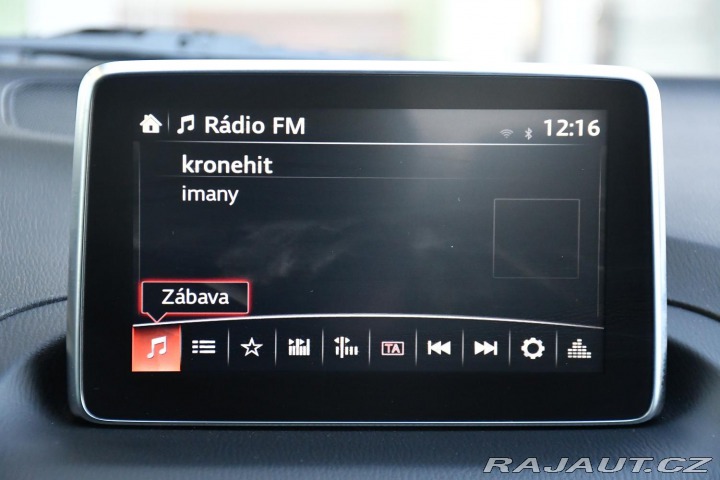 Rádio FM
12:16
kronehit
imany
Zábava
TA
RAJAUT.CZ